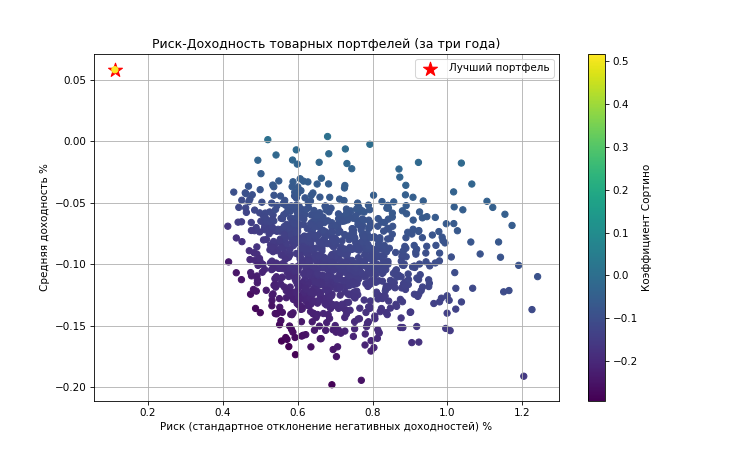 Риск-Доходность товарных портфелей (за три года)
Лучший портфель
Средняя доходность %
0.05
0.00
−0.05
−0.10
−0.15
−0.20
0.2 0.4 0.6 0.8 1.0 1.2
Риск (стандартное отклонение негативных доходностей) %
0.5
0.4
0.3
0.2
0.1
0.0
−0.1
−0.2
Коэффициент Сортино